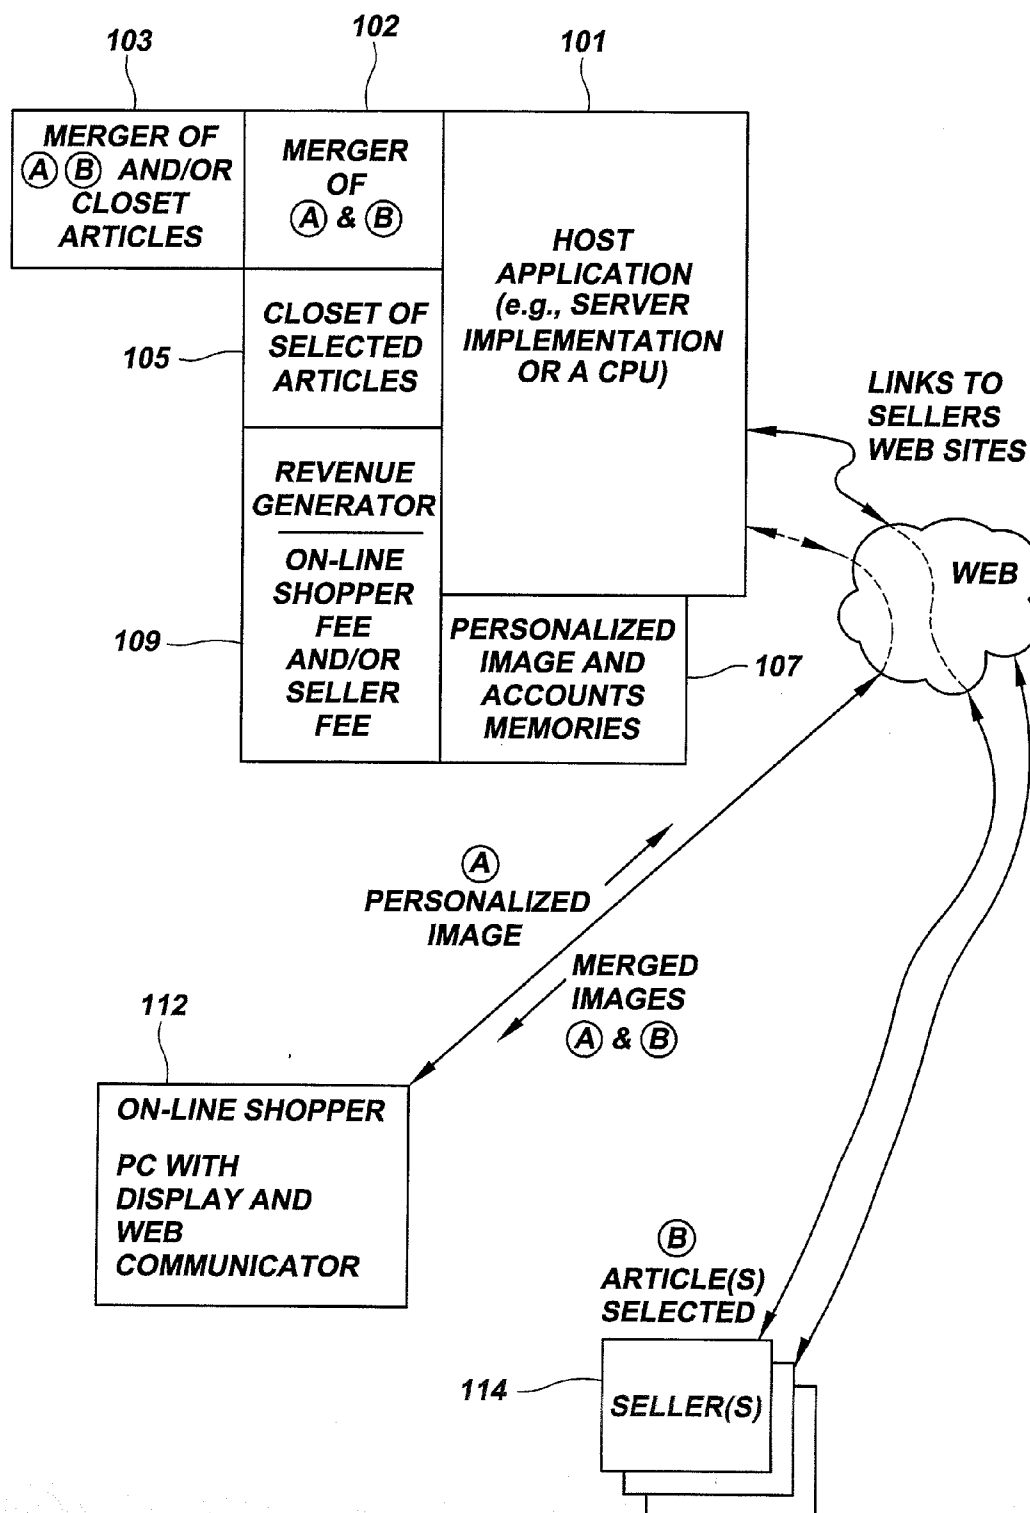 103
102
101
MERGER OF
A B AND/OR
CLOSET
ARTICLES
MERGER
OF
A & B
HOST
APPLICATION
(e.g., SERVER
IMPLEMENTATION
OR A CPU)
105
CLOSET OF
SELECTED
ARTICLES
LINKS TO
SELLERS
WEB SITES
REVENUE
GENERATOR
ON-LINE
SHOPPER
FEE
AND/OR
SELLER
FEE
109
PERSONALIZED
IMAGE AND
ACCOUNTS
MEMORIES
107
WEB
A
PERSONALIZED
IMAGE
MERGED
IMAGES
A & B
112
ON-LINE SHOPPER
PC WITH
DISPLAY AND
WEB
COMMUNICATOR
B
ARTICLE(S)
SELECTED
114
SELLER(S)